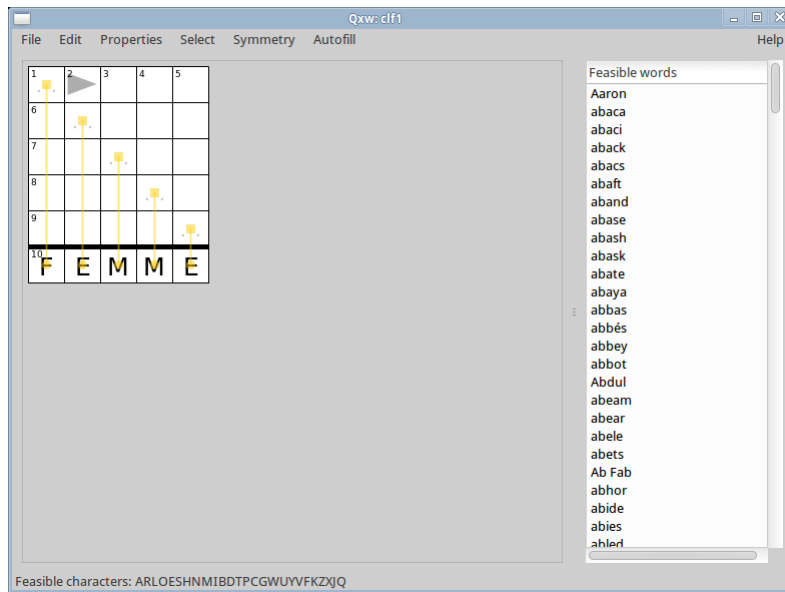 Qxw: clf1
File Edit Properties Select Symmetry Autofill Help
1 2 3 4 5
6
7
8
9
10
F E M M E
Feasible words
Aaron
abaca
abaci
aback
abacs
abaft
aband
abase
abash
abask
abate
abaya
abbas
abbés
abbey
abbot
Abdul
abeam
abear
abele
abets
Ab Fab
abhor
abide
abies
abled
Feasible characters: ARLOESHNMIBDTPCGWUYVFKZXJQ